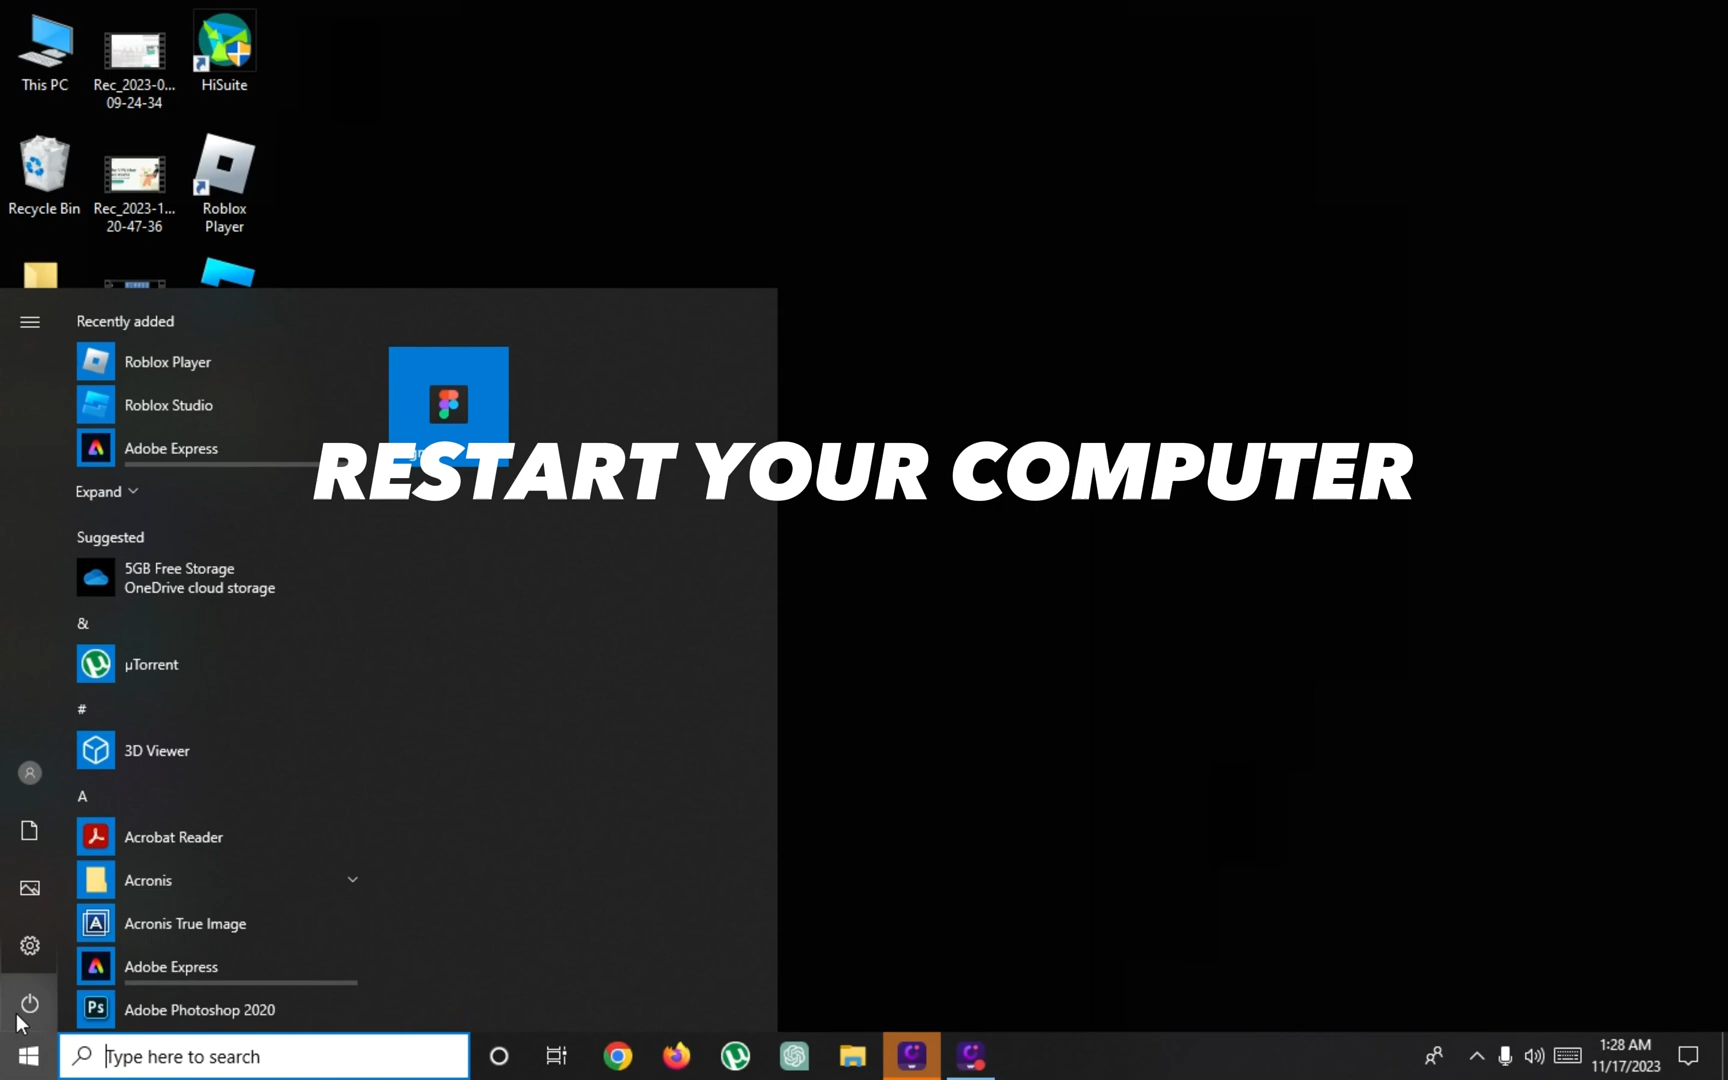 This PC
Rec_2023-0...
09-24-34
HiSuite
Recycle Bin
Rec_2023-1...
20-47-36
Roblox
Player
Recently added
Roblox Player
Roblox Studio
Adobe Express
Expand
RESTART YOUR COMPUTER
Suggested
5GB Free Storage
OneDrive cloud storage
&
µTorrent
#
3D Viewer
A
Acrobat Reader
Acronis
Acronis True Image
Adobe Express
Ps
Adobe Photoshop 2020
Type here to search
1:28 AM
11/17/2023